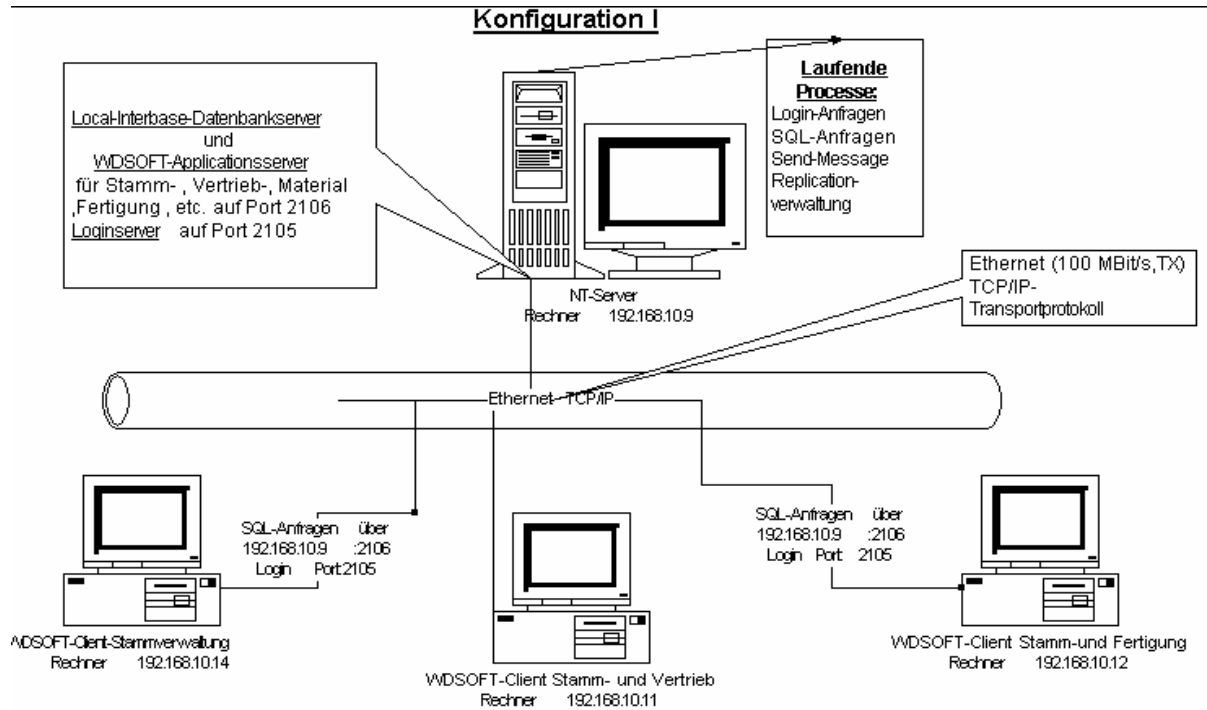 Konfiguration I
Local-Interbase-Datenbankserver
und
WDSOFT-Applicationsserver
für Stamm- , Vertrieb-, Material
,Fertigung , etc. auf Port 2106
Loginserver auf Port 2105
Laufende
Processe:
Login-Anfragen
SQL-Anfragen
Send-Message
Replication-
verwaltung
NT-Server
Rechner 192.168.10.9
Ethernet (100 MBit/s,TX)
TCP/IP-
Transportprotokoll
Ethernet- TCP/IP
SQL-Anfragen über
192.168.10.9 :2106
Login Port:2105
SQL-Anfragen über
192.168.10.9 :2106
Login Port 2105
WDSOFT-Client-Stammverwaltung
Rechner 192.168.10.14
WDSOFT-Client Stamm- und Vertrieb
Rechner 192.168.10.11
WDSOFT-Client Stamm-und Fertigung
Rechner 192.168.10.12